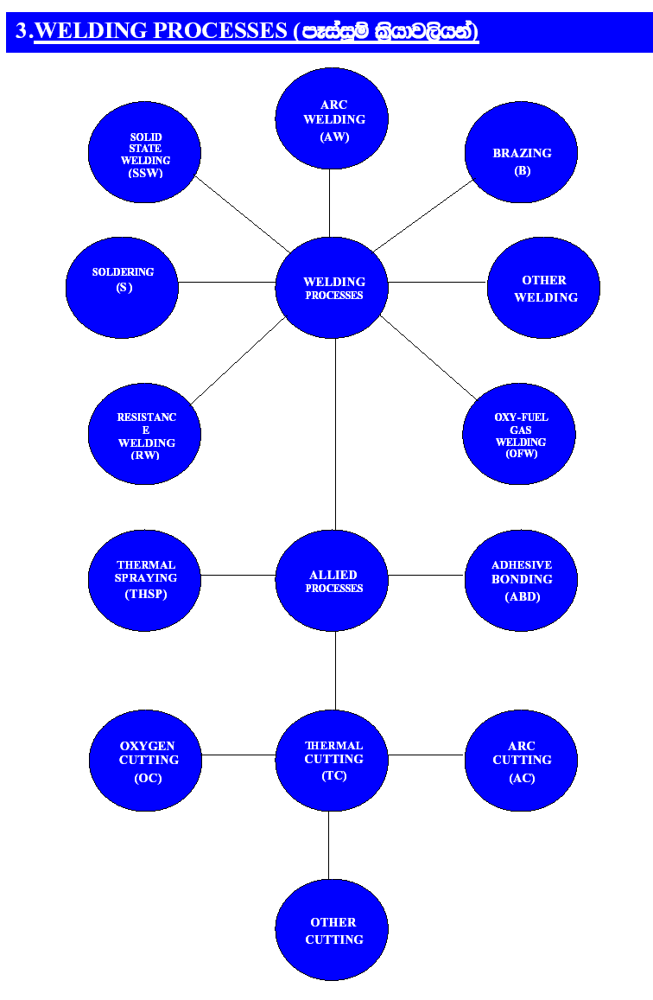 3.WELDING PROCESSES (පෑස්සුම් ක්‍රියාවලියන්)
ARC
WELDING
(AW)
SOLID
STATE
WELDING
(SSW)
BRAZING
(B)
SOLDERING
(S )
WELDING
PROCESSES
OTHER
WELDING
RESISTANC
E
WELDING
(RW)
OXY-FUEL
GAS
WELDING
(OFW)
THERMAL
SPRAYING
(THSP)
ALLIED
PROCESSES
ADHESIVE
BONDING
(ABD)
OXYGEN
CUTTING
(OC)
THERMAL
CUTTING
(TC)
ARC
CUTTING
(AC)
OTHER
CUTTING